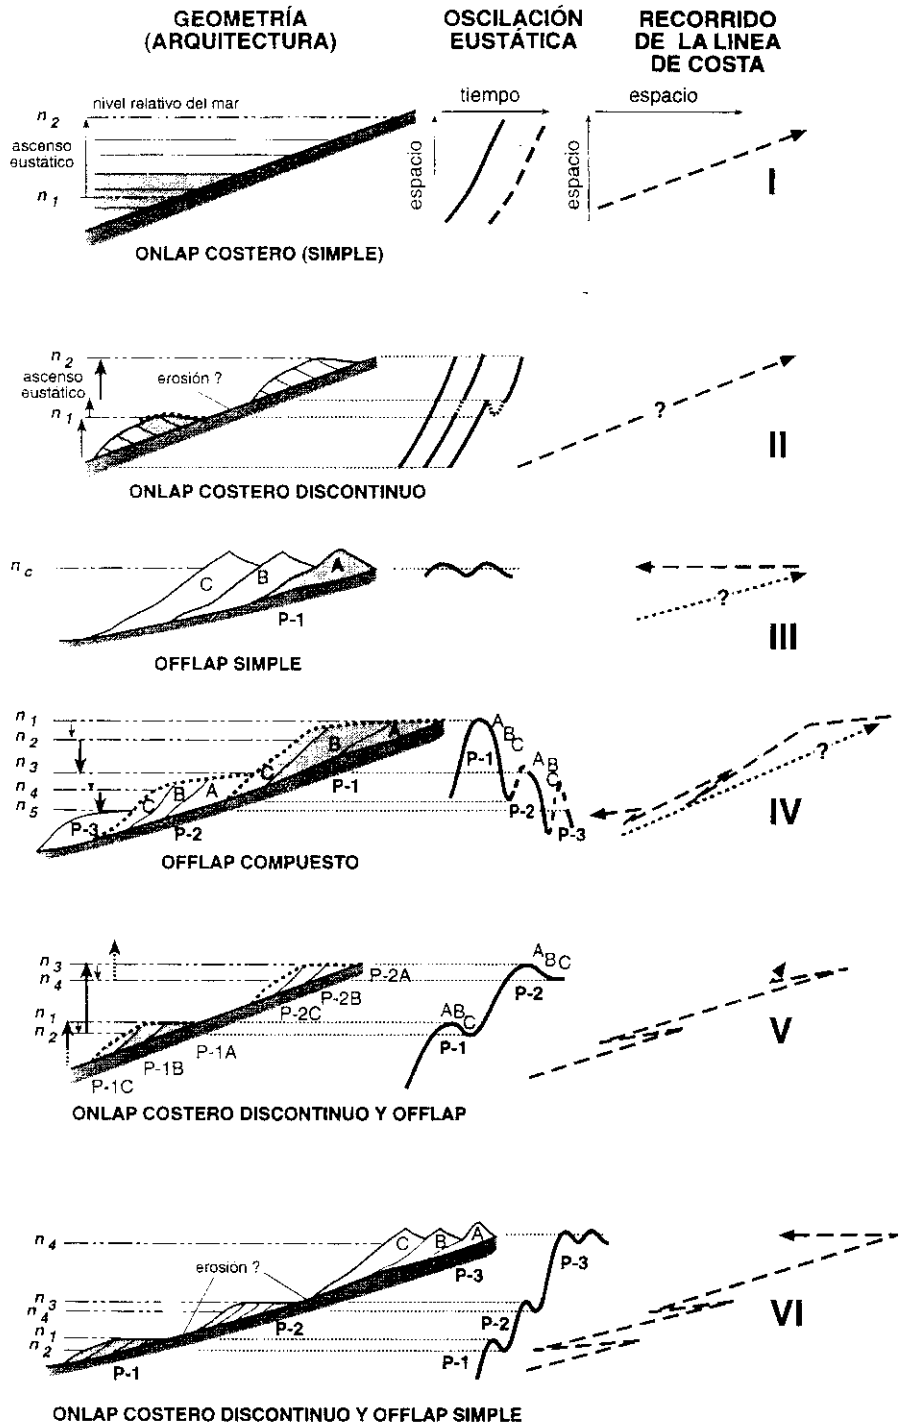 GEOMETRÍA
(ARQUITECTURA)
OSCILACIÓN
EUSTÁTICA
RECORRIDO
DE LA LINEA
DE COSTA
nivel relativo del mar
n2
ascenso
eustático
n1
tiempo
espacio
espacio
espacio
I
ONLAP COSTERO (SIMPLE)
n2
ascenso
eustático
n1
erosión ?
?
II
ONLAP COSTERO DISCONTINUO
nc
C B A
P-1
?
III
OFFLAP SIMPLE
n1
n2
n3
n4
n5
A
B
C
P-1
A
B
C
P-2
P-3
A
B
C
P-1
A
B
C
P-2
P-3
?
IV
OFFLAP COMPUESTO
n3
n4
n1
n2
P-2A
P-2B
P-2C
P-1A
P-1B
P-1C
A
B
C
P-2
A B
C
P-1
V
ONLAP COSTERO DISCONTINUO Y OFFLAP
n4
n3
n4
n1
n2
erosión ?
C B A
P-3
P-2
P-1
P-3
P-2
P-1
VI
ONLAP COSTERO DISCONTINUO Y OFFLAP SIMPLE